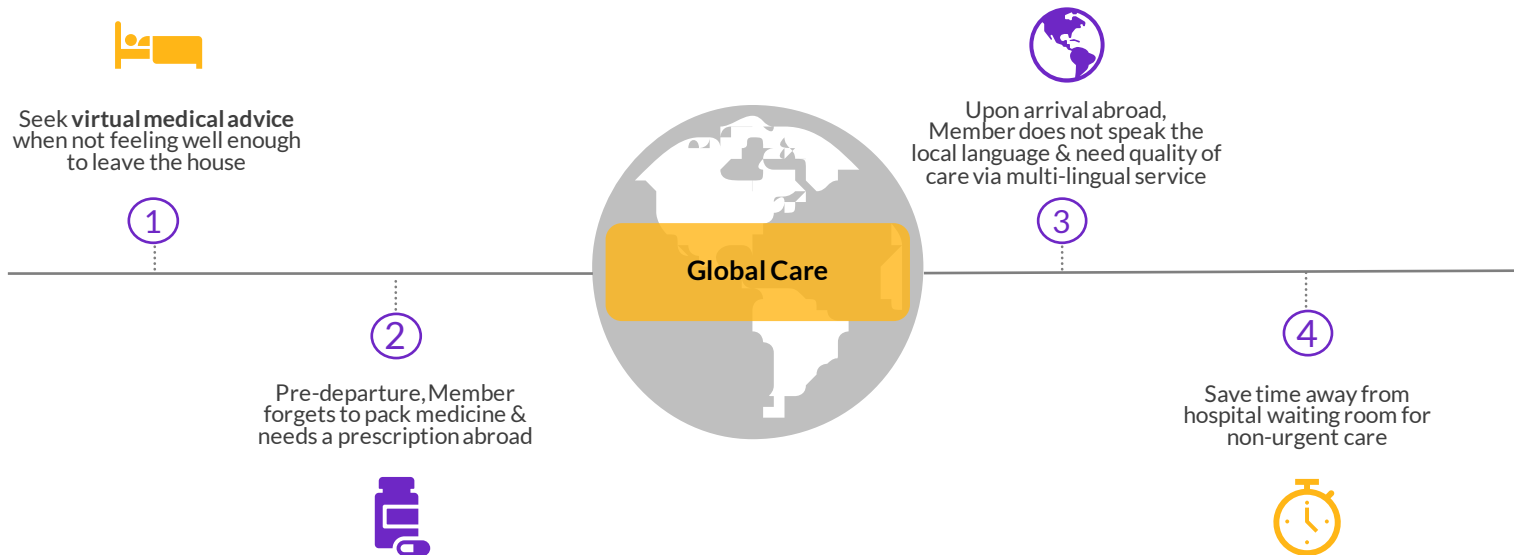 Seek virtual medical advice
when not feeling well enough
to leave the house
1
2
Pre-departure, Member
forgets to pack medicine &
needs a prescription abroad
Global Care
Upon arrival abroad,
Member does not speak the
local language & need quality of
care via multi-lingual service
3
4
Save time away from
hospital waiting room for
non-urgent care